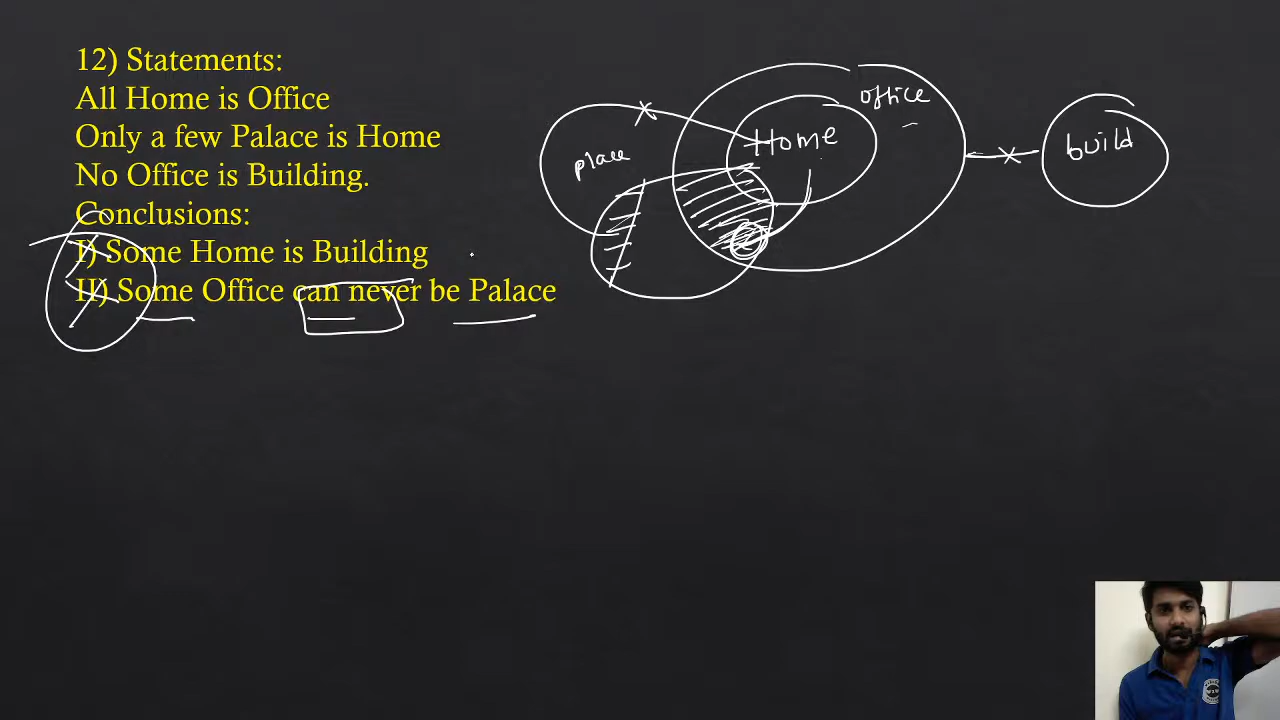 12) Statements:
All Home is Office
Only a few Palace is Home
No Office is Building.
Conclusions:
I) Some Home is Building
II) Some Office can never be Palace
place
Home
office
build